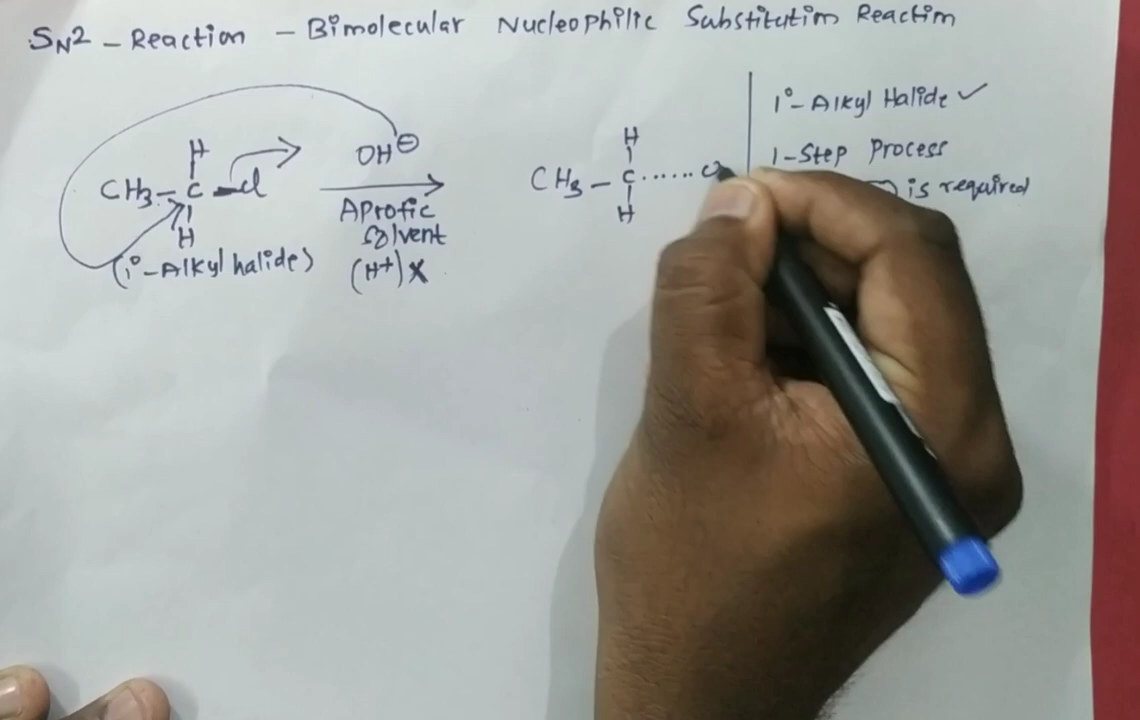 SN2 - Reaction - Bimolecular Nucleophilic Substitution Reaction
H
CH3 - C - Cl
H
(1° - Alkyl halide)
OH⊖
Aprotic
Solvent
(H+) X
H
CH3 - C ......
H
1° - Alkyl Halide ✓
1 - Step Process
is required